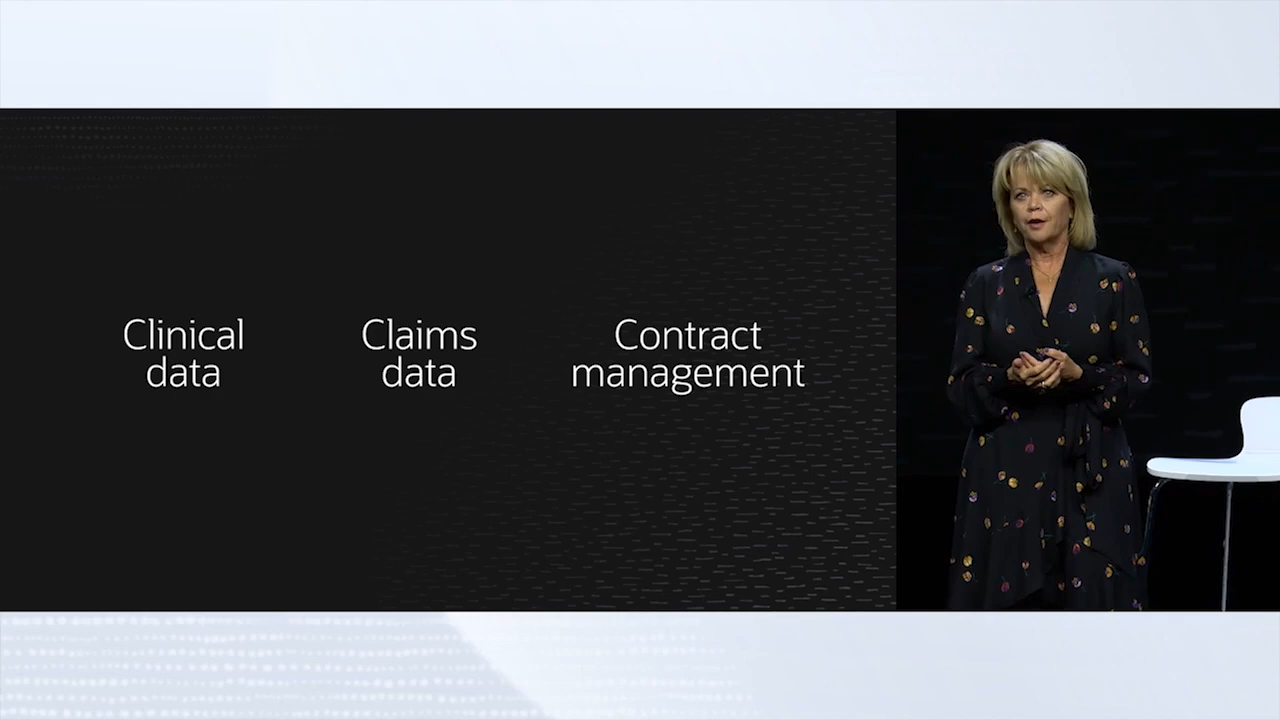 Clinical
data
Claims
data
Contract
management